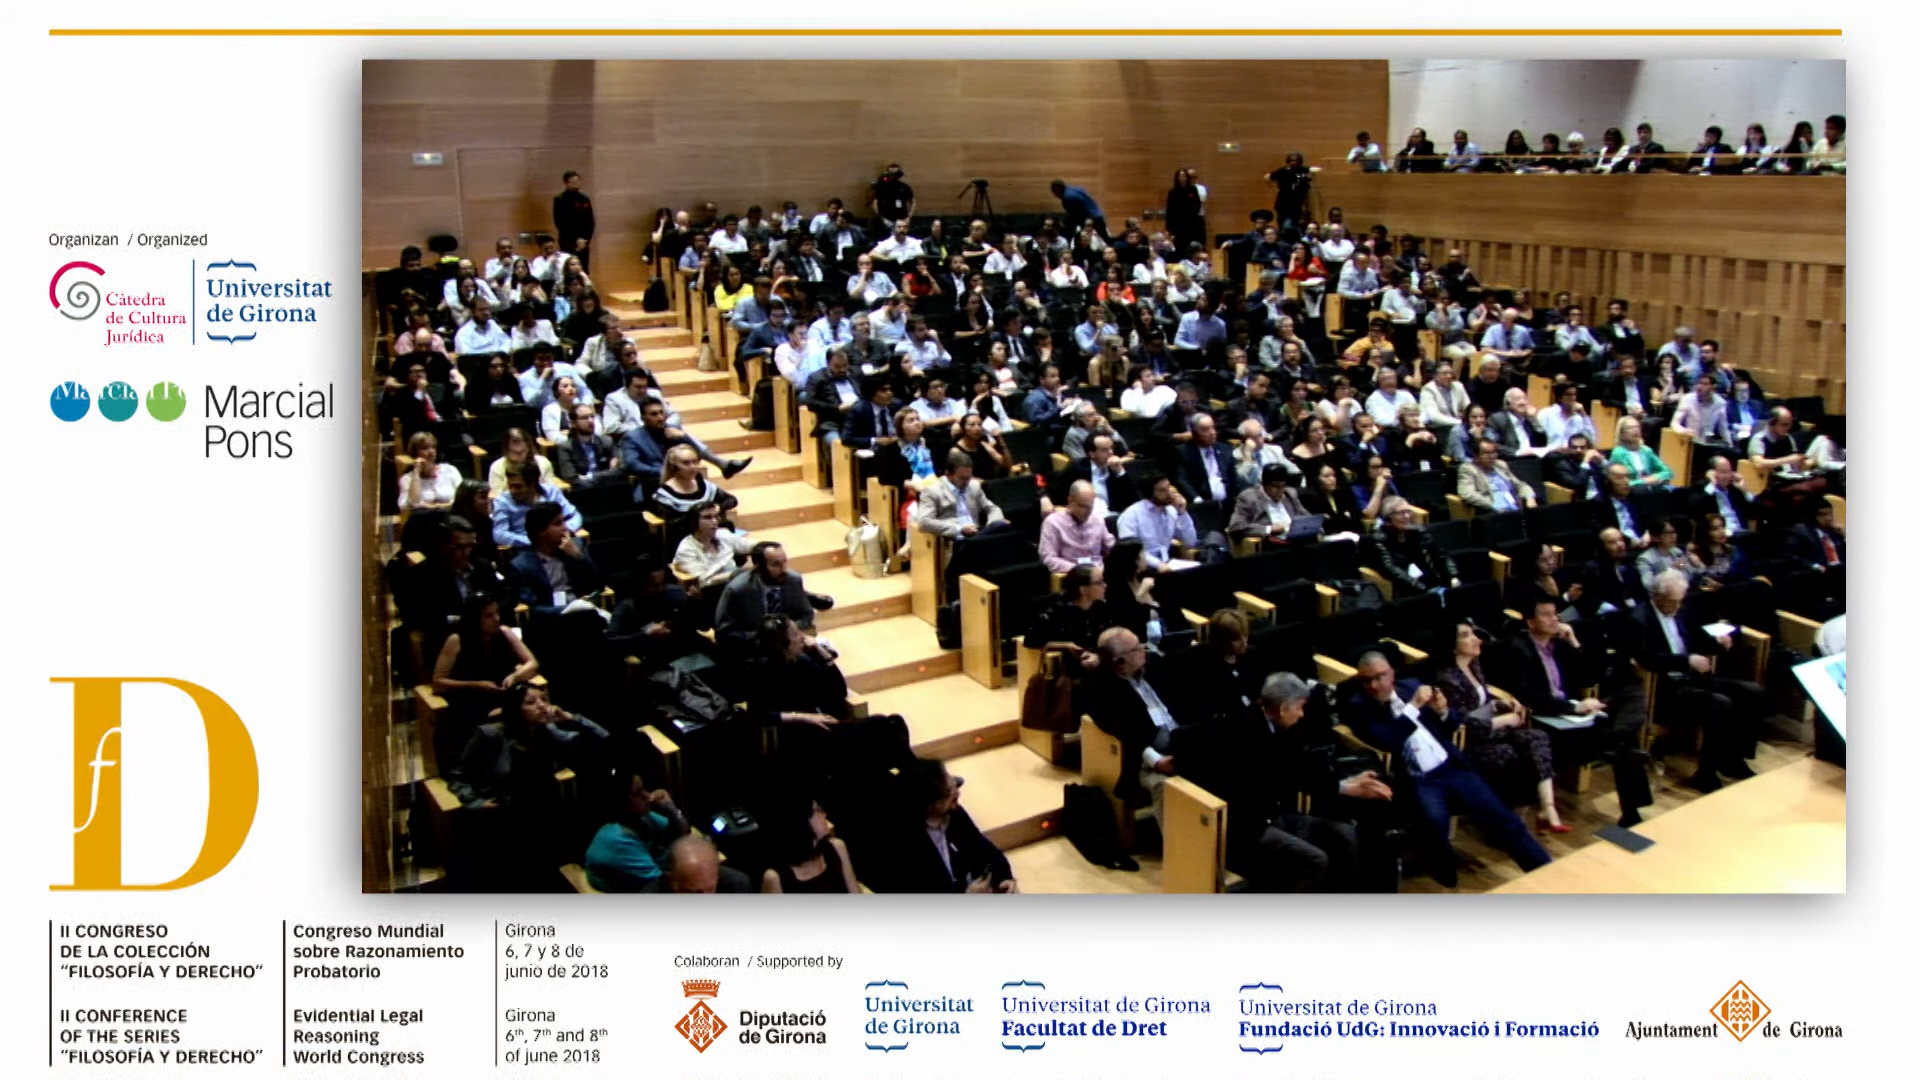 Organizan / Organized
Càtedra
de Cultura
Jurídica
Universitat
de Girona
Marcial
Pons
f
D
II CONGRESO
DE LA COLECCIÓN
"FILOSOFÍA Y DERECHO"
II CONFERENCE
OF THE SERIES
"FILOSOFÍA Y DERECHO"
Congreso Mundial
sobre Razonamiento
Probatorio
Evidential Legal
Reasoning
World Congress
Girona
6, 7 y 8 de
junio de 2018
Girona
6th, 7th and 8th
of june 2018
Colaboran / Supported by
Diputació
de Girona
Universitat
de Girona
Universitat de Girona
Facultat de Dret
Universitat de Girona
Fundació UdG: Innovació i Formació
Ajuntament de Girona